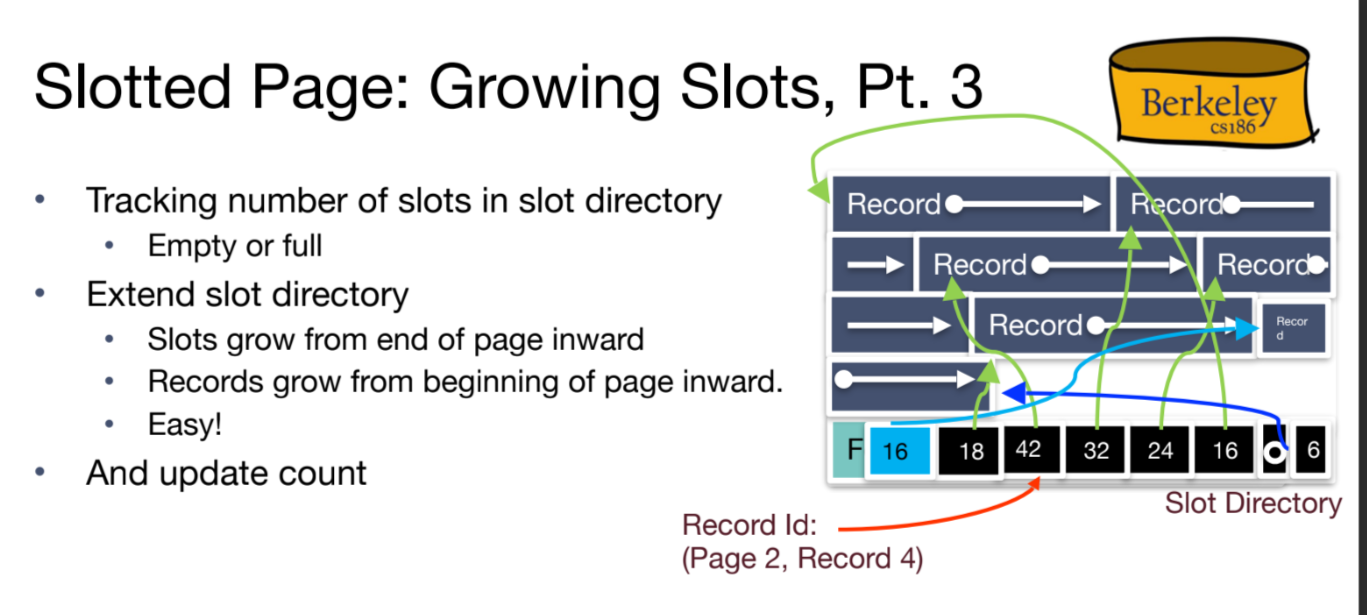 Slotted Page: Growing Slots, Pt. 3
Berkeley
cs186
• Tracking number of slots in slot directory
• Empty or full
• Extend slot directory
• Slots grow from end of page inward
• Records grow from beginning of page inward.
• Easy!
• And update count
Record Record
Record Record
Record Recor
d
F 16 18 42 32 24 16 6
Slot Directory
Record Id:
(Page 2, Record 4)